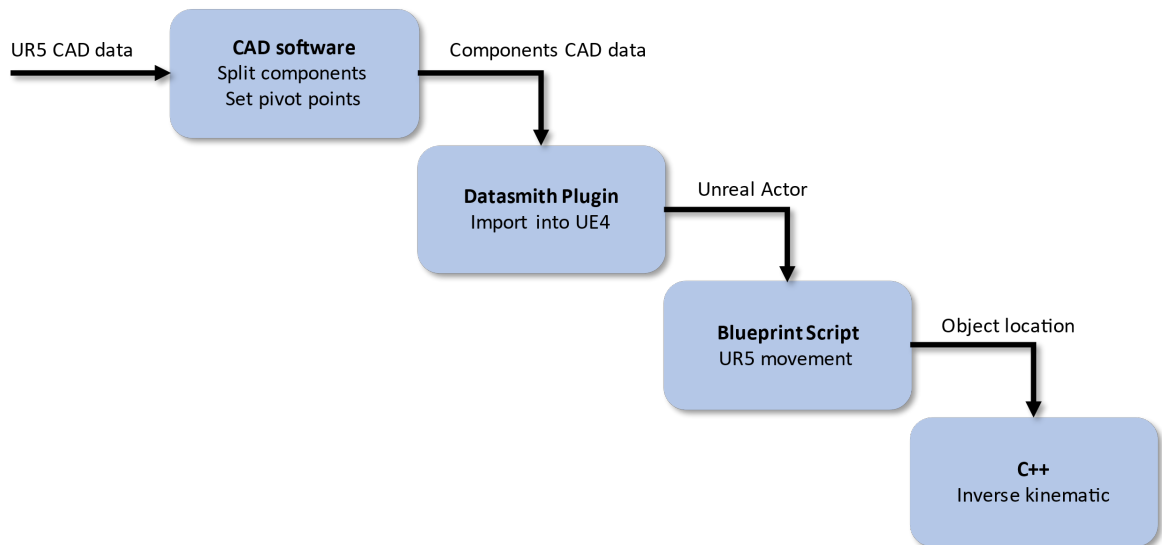 UR5 CAD data
CAD software
Split components
Set pivot points
Components CAD data
Datasmith Plugin
Import into UE4
Unreal Actor
Blueprint Script
UR5 movement
Object location
C++
Inverse kinematic